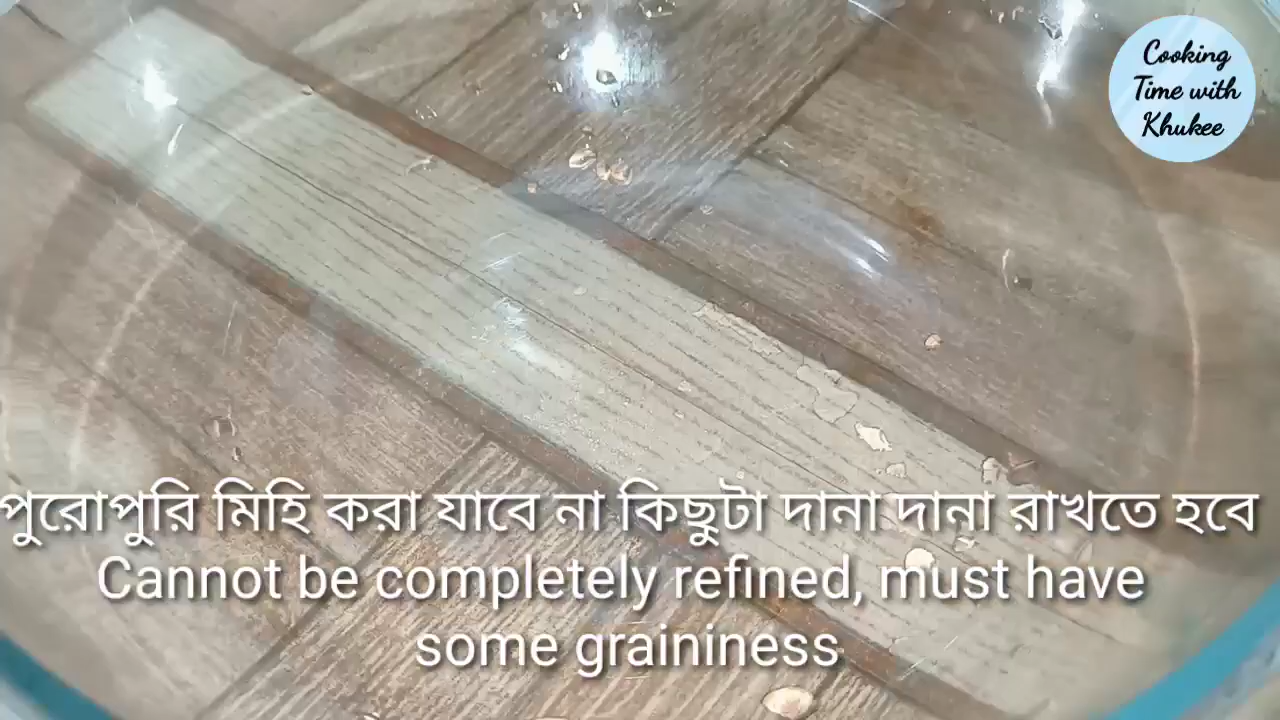 Cooking
Time with
Khukee
পুরোপুরি মিহি করা যাবে না কিছুটা দানা দানা রাখতে হবে
Cannot be completely refined, must have
some graininess